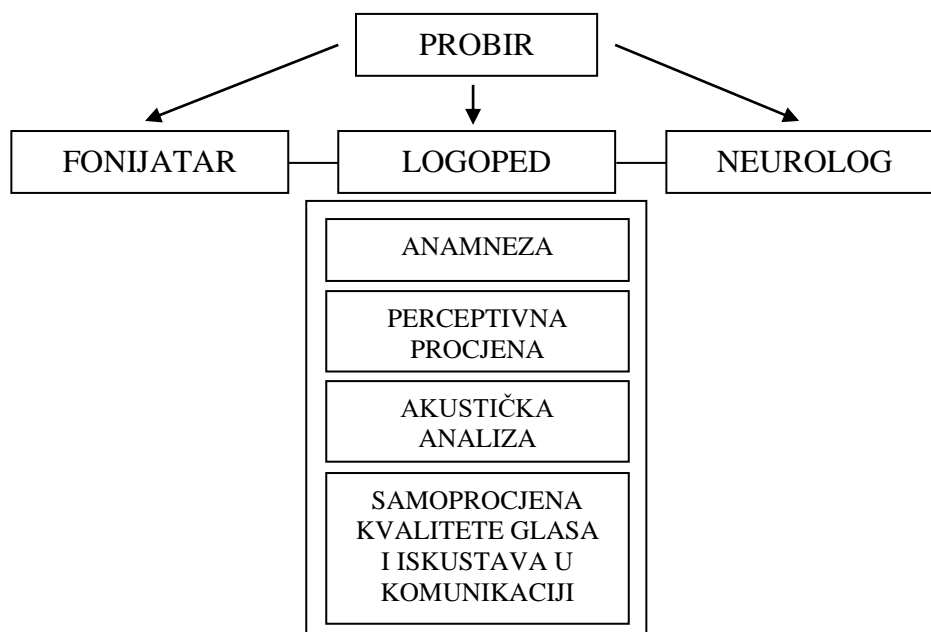 PROBIR
FONIJATAR
LOGOPED
NEUROLOG
ANAMNEZA
PERCEPTIVNA
PROCJENA
AKUSTIČKA
ANALIZA
SAMOPROCJENA
KVALITETE GLASA
I ISKUSTAVA U
KOMUNIKACIJI